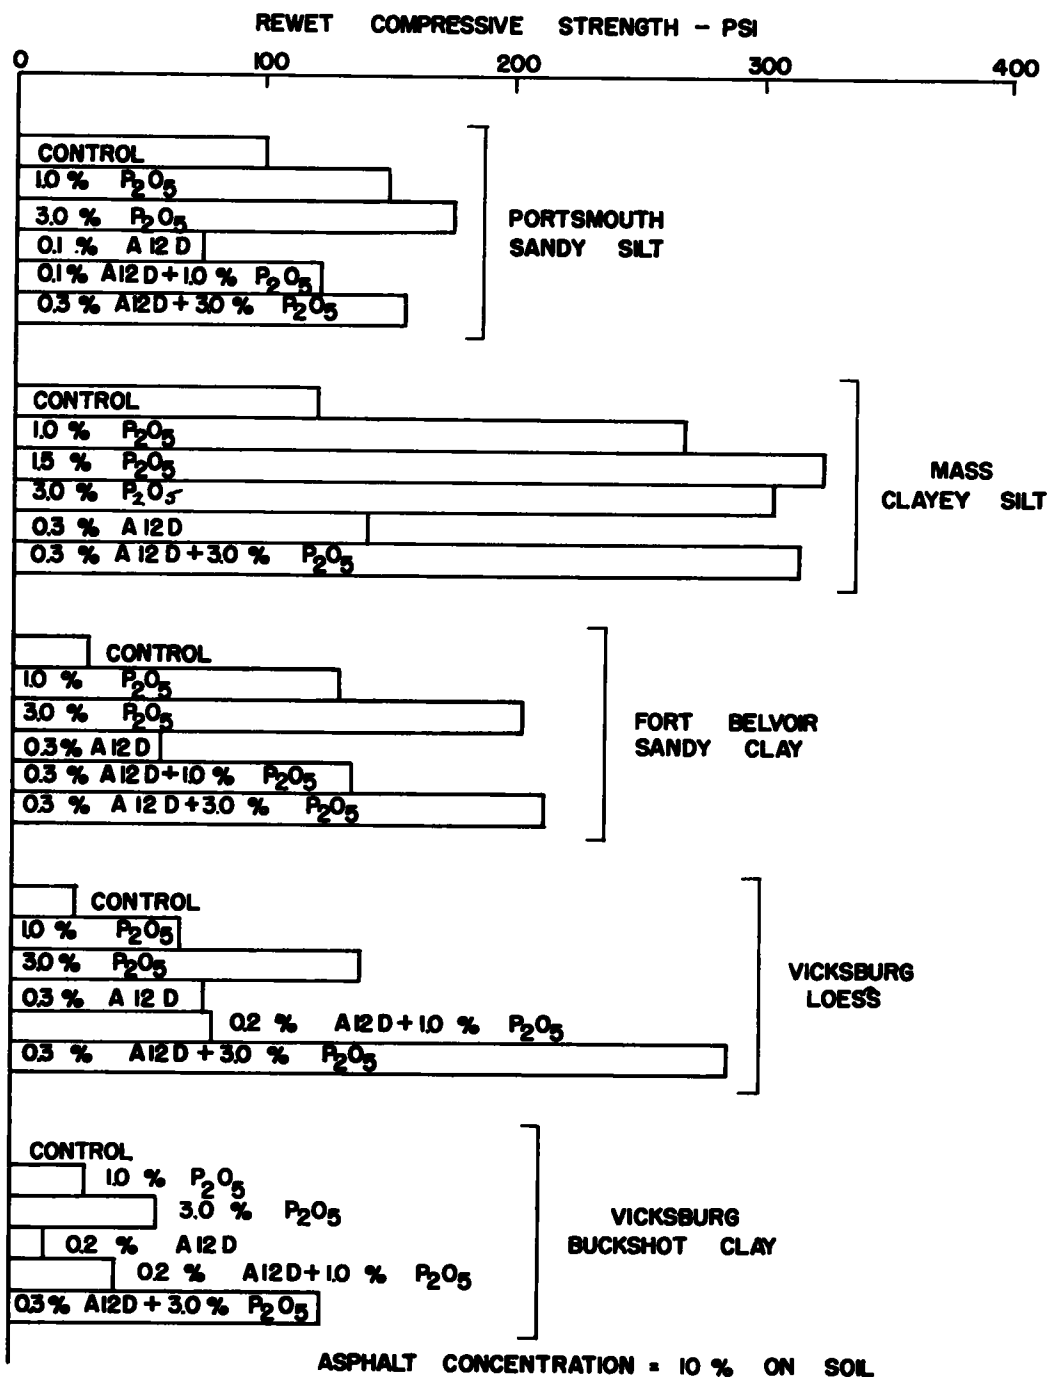 REWET COMPRESSIVE STRENGTH - PSI
0 100 200 300 400
CONTROL
1.0 % P2O5
3.0 % P2O5
0.1 % A12D
0.1 % A12D+1.0 % P2O5
0.3 % A12D+3.0 % P2O5
PORTSMOUTH
SANDY SILT
CONTROL
1.0 % P2O5
1.5 % P2O5
3.0 % P2O5
0.3 % A12D
0.3 % A12D+3.0 % P2O5
MASS
CLAYEY SILT
CONTROL
1.0 % P2O5
3.0 % P2O5
0.3% A12D
0.3 % A12D+1.0 % P2O5
0.3 % A12D+3.0 % P2O5
FORT BELVOIR
SANDY CLAY
CONTROL
1.0 % P2O5
3.0 % P2O5
0.3 % A12D
0.2 % A12D+1.0 % P2O5
0.3 % A12D+3.0 % P2O5
VICKSBURG
LOESS
CONTROL
1.0 % P2O5
3.0 % P2O5
0.2 % A12D
0.2 % A12D+1.0 % P2O5
0.3% A12D+3.0 % P2O5
VICKSBURG
BUCKSHOT CLAY
ASPHALT CONCENTRATION = 10 % ON SOIL